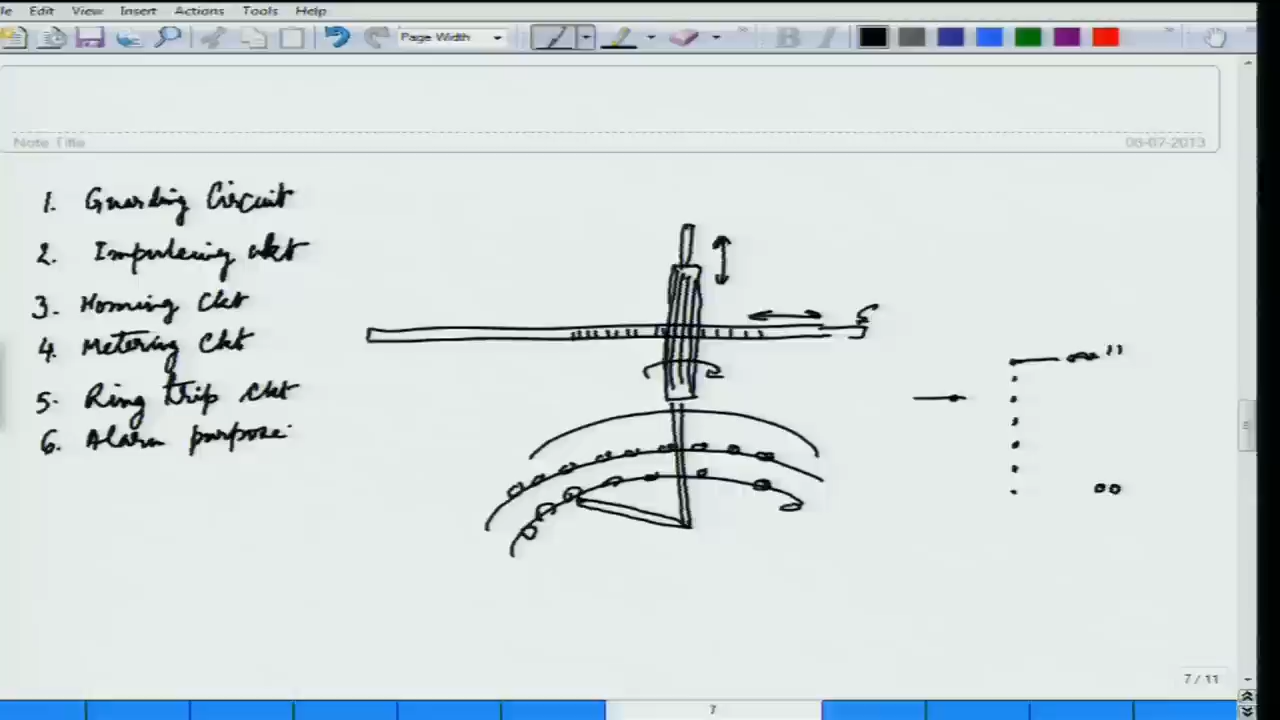 File Edit View Insert Actions Tools Help
Page Width
B I
Note Title
08-07-2013
1. Guarding Circuit
2. Impulsing ckt
3. Homing Ckt
4. Metering Ckt
5. Ring trip ckt
6. Alarm purpose
7 / 11
7